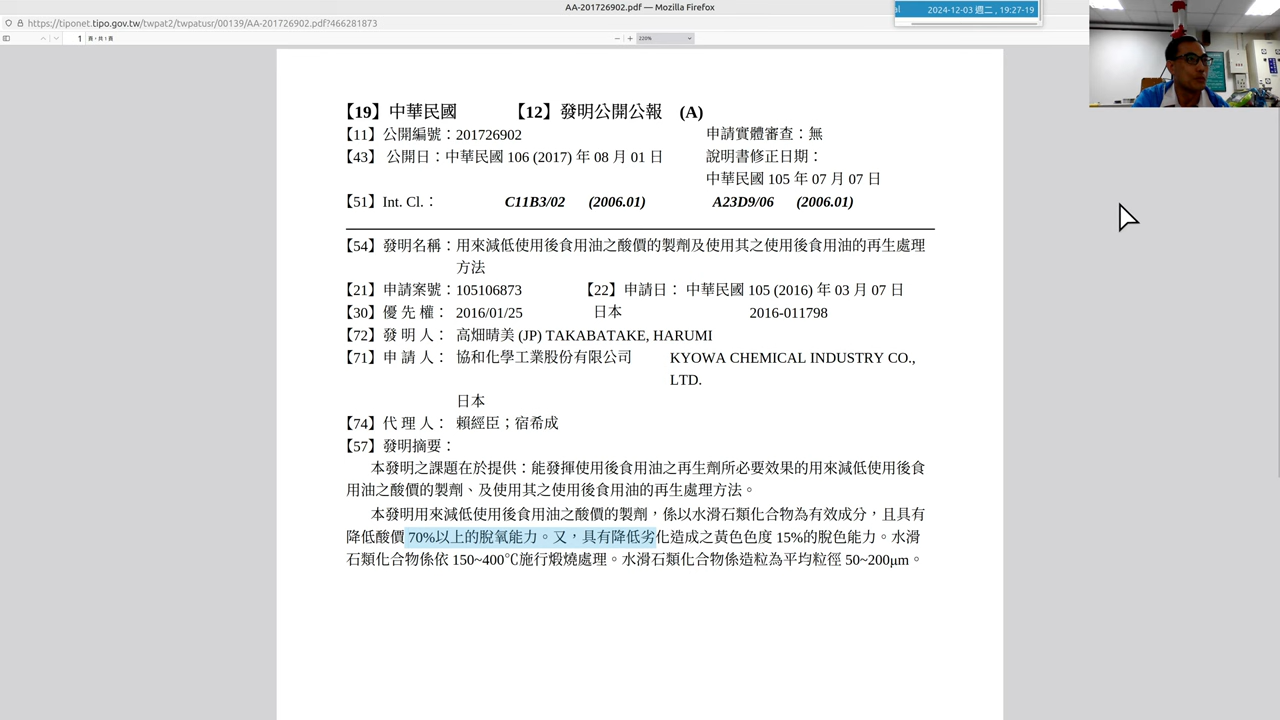 AA-201726902.pdf — Mozilla Firefox
al 2024-12-03 週二 , 19:27-19
https://tiponet.tipo.gov.tw/twpat2/twpatusr/00139/AA-201726902.pdf?466281873
1 頁，共 1 頁
− + 220%
【19】中華民國 【12】發明公開公報 (A)
【11】公開編號：201726902 申請實體審查：無
【43】 公開日：中華民國 106 (2017) 年 08 月 01 日 說明書修正日期：
中華民國 105 年 07 月 07 日
【51】Int. Cl.： C11B3/02 (2006.01) A23D9/06 (2006.01)
【54】發明名稱：用來減低使用後食用油之酸價的製劑及使用其之使用後食用油的再生處理
方法
【21】申請案號：105106873 【22】申請日： 中華民國 105 (2016) 年 03 月 07 日
【30】優 先 權： 2016/01/25 日本 2016-011798
【72】發 明 人： 高畑晴美 (JP) TAKABATAKE, HARUMI
【71】申 請 人： 協和化學工業股份有限公司 KYOWA CHEMICAL INDUSTRY CO.,
LTD.
日本
【74】代 理 人： 賴經臣；宿希成
【57】發明摘要：
本發明之課題在於提供：能發揮使用後食用油之再生劑所必要效果的用來減低使用後食
用油之酸價的製劑、及使用其之使用後食用油的再生處理方法。
本發明用來減低使用後食用油之酸價的製劑，係以水滑石類化合物為有效成分，且具有
降低酸價 70%以上的脫氧能力。又，具有降低劣化造成之黃色色度 15%的脫色能力。水滑
石類化合物係依 150~400℃施行煅燒處理。水滑石類化合物係造粒為平均粒徑 50~200μm。